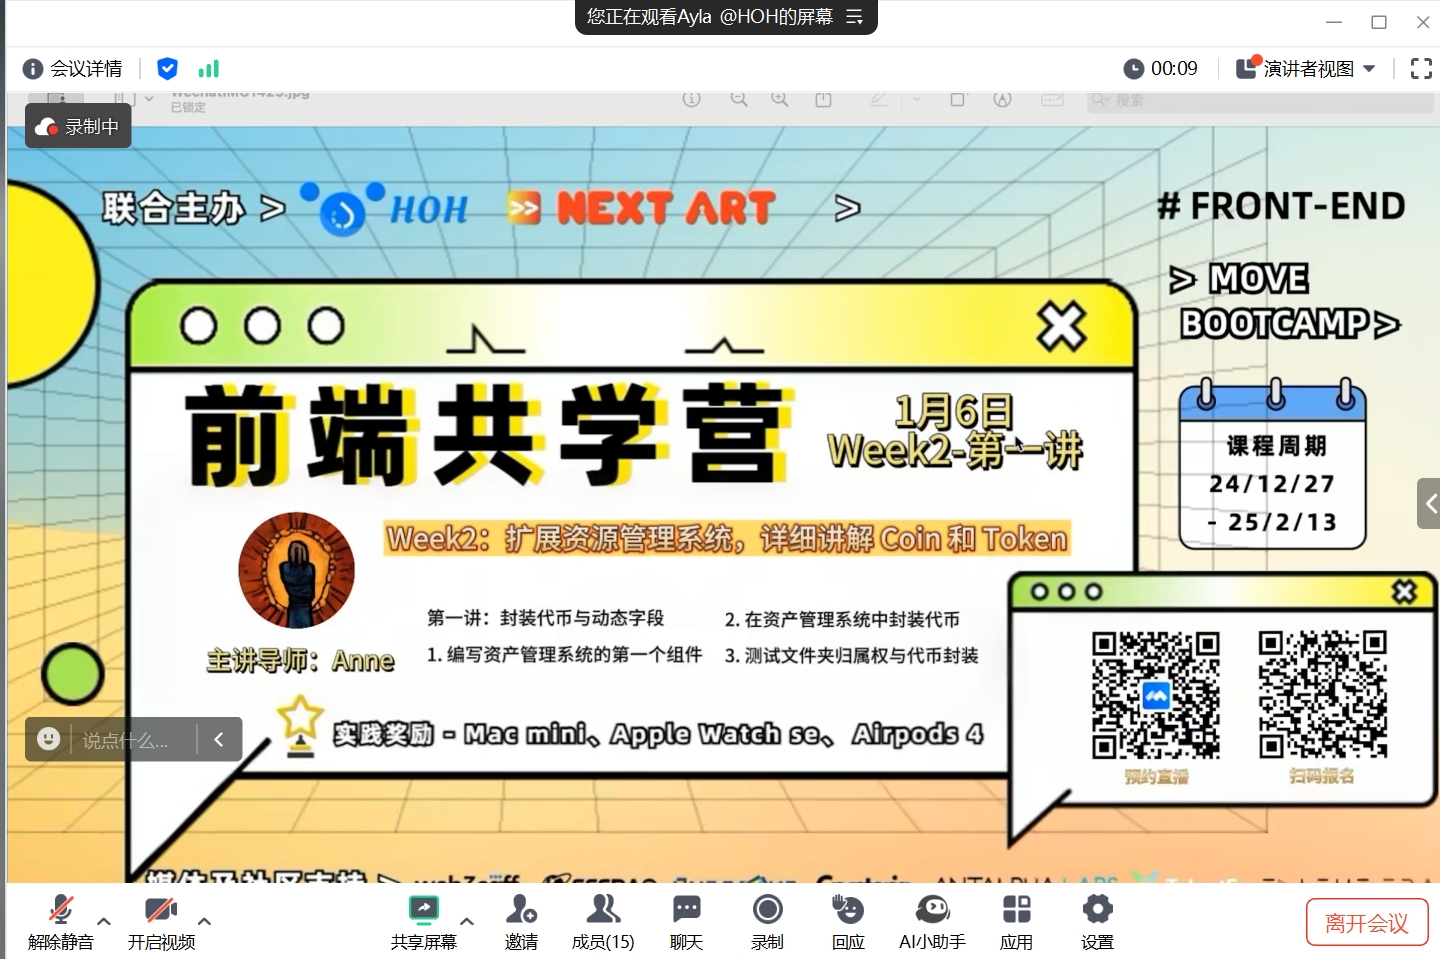 您正在观看Ayla @HOH的屏幕
会议详情
00:09
演讲者视图
已锁定
搜索
录制中
联合主办 >
HOH
NEXT ART >
# FRONT-END
> MOVE
BOOTCAMP >
前端共学营
1月6日
Week2-第一讲
课程周期
24/12/27
- 25/2/13
Week2：扩展资源管理系统，详细讲解 Coin 和 Token
第一讲：封装代币与动态字段
1. 编写资产管理系统的第一个组件
2. 在资产管理系统中封装代币
3. 测试文件夹归属权与代币封装
主讲导师：Anne
实践奖励 - Mac mini、Apple Watch se、 Airpods 4
预约直播
扫码报名
说点什么...
解除静音
开启视频
共享屏幕
邀请
成员(15)
聊天
录制
回应
AI小助手
应用
设置
离开会议